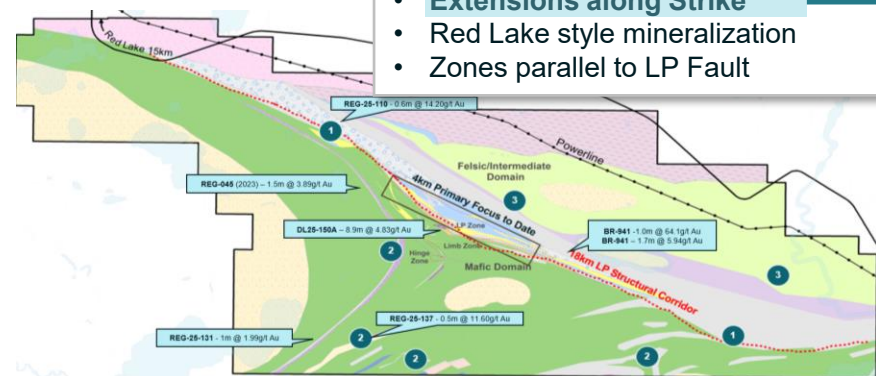 • Extensions along Strike
• Red Lake style mineralization
• Zones parallel to LP Fault
Red Lake 15km
REG-25-110 - 0.6m @ 14.20g/t Au
1
Powerline
Felsic/Intermediate
Domain
REG-045 (2023) – 1.5m @ 3.89g/t Au
4km Primary Focus to Date
3
DL25-150A – 8.9m @ 4.83g/t Au
LP Zone
BR-941 -1.0m @ 64.1g/t Au
BR-941 – 1.7m @ 5.94g/t Au
Limb Zone
2
Hinge
Zone
Mafic Domain
18km LP Structural Corridor
3
REG-25-137 - 0.5m @ 11.60g/t Au
REG-25-131 - 1m @ 1.99g/t Au
2
1
2
2